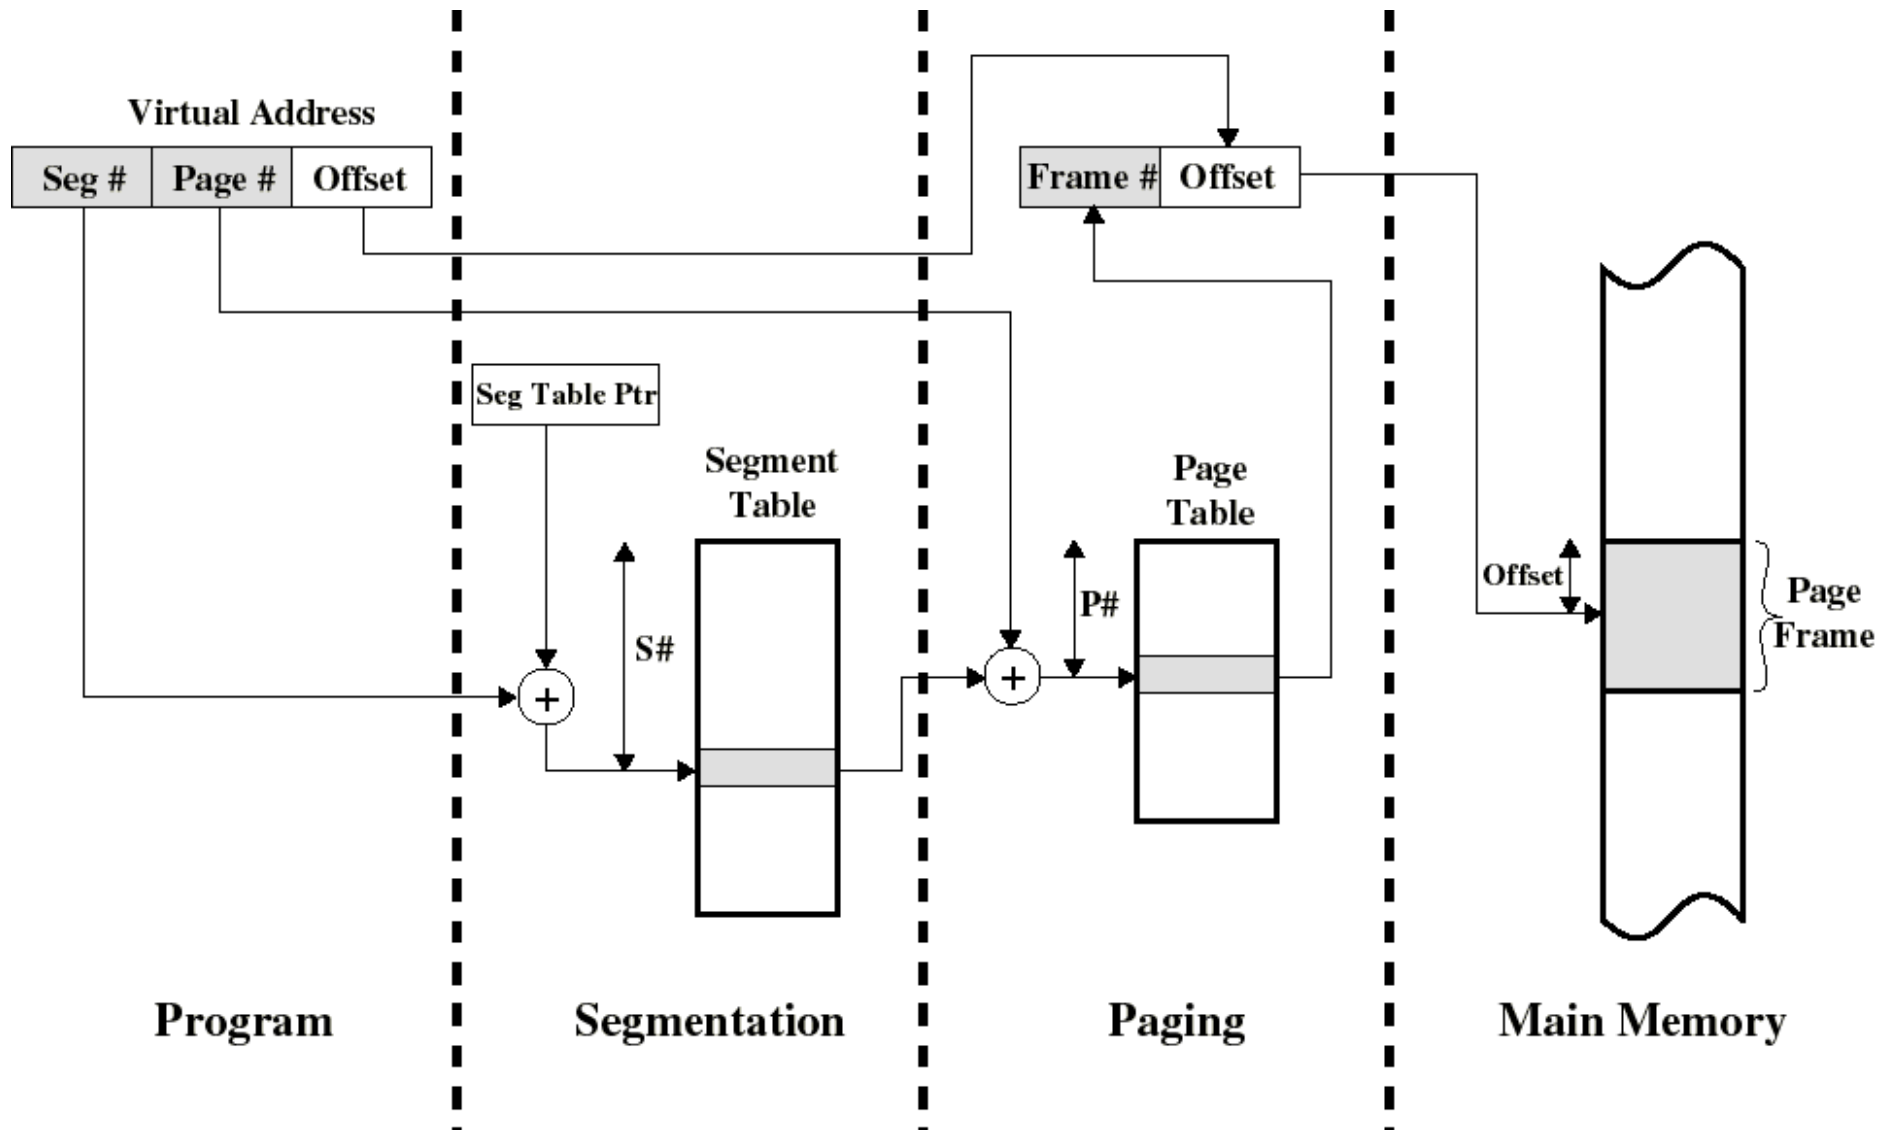 Virtual Address
Seg # Page # Offset
Frame # Offset
Seg Table Ptr
Segment
Table
Page
Table
S#
+
+
P#
Offset
Page
Frame
Program
Segmentation
Paging
Main Memory